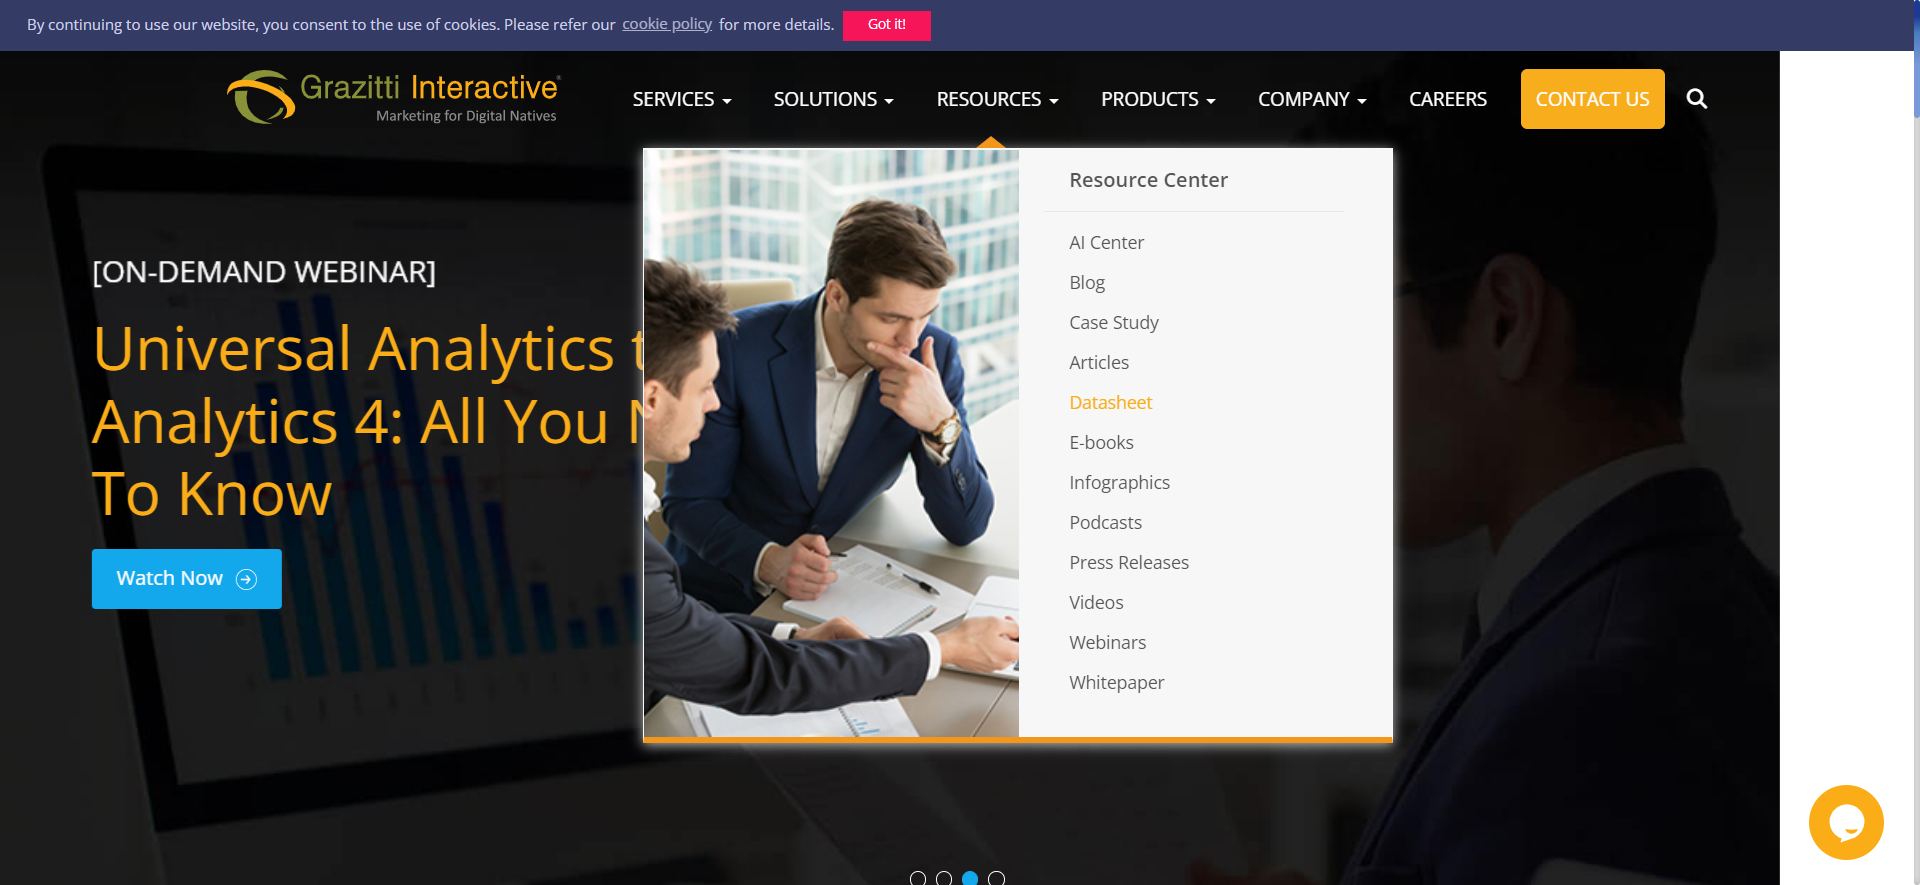 By continuing to use our website, you consent to the use of cookies. Please refer our cookie policy for more details. Got it!
Grazitti Interactive®
Marketing for Digital Natives
SERVICES SOLUTIONS RESOURCES PRODUCTS COMPANY CAREERS CONTACT US
[ON-DEMAND WEBINAR]
Universal Analytics
Analytics 4: All You
To Know
Watch Now
Resource Center
AI Center
Blog
Case Study
Articles
Datasheet
E-books
Infographics
Podcasts
Press Releases
Videos
Webinars
Whitepaper